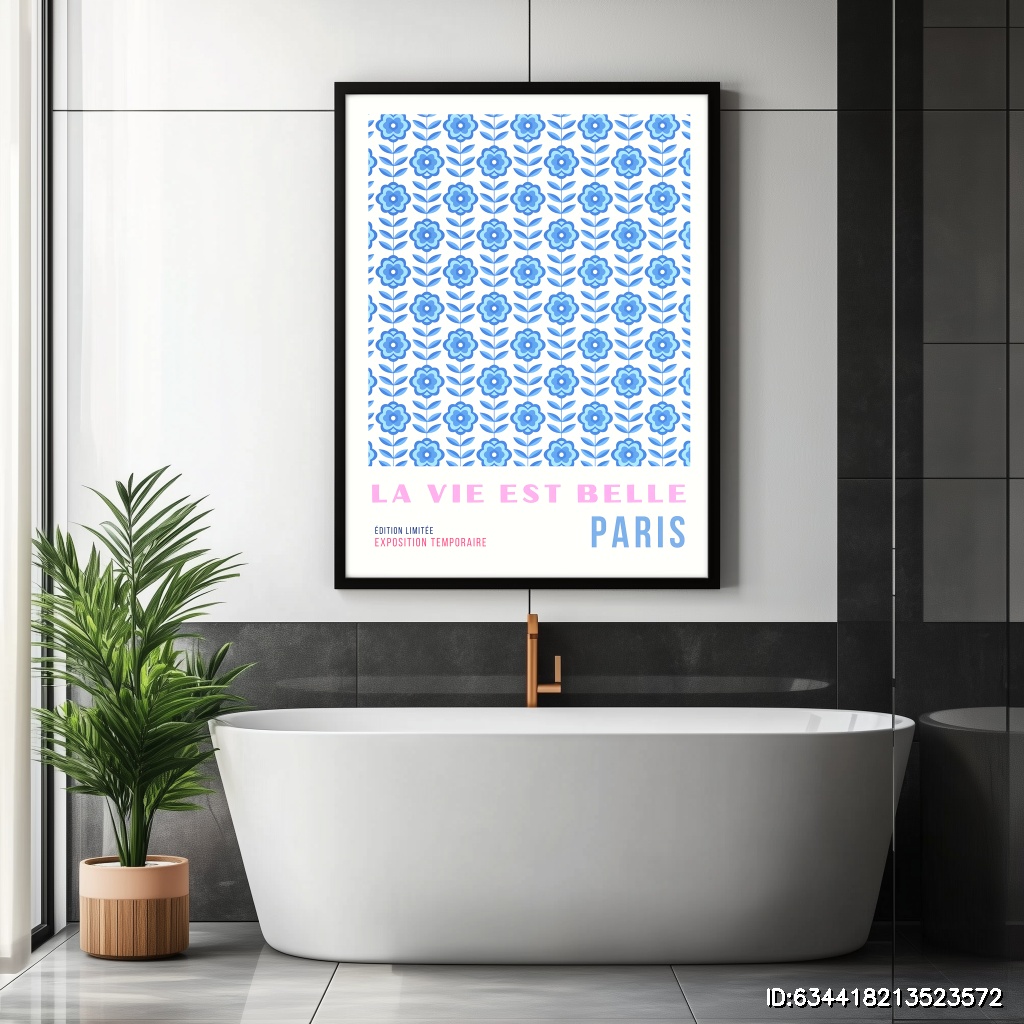 LA VIE EST BELLE
ÉDITION LIMITÉE
EXPOSITION TEMPORAIRE
PARIS
ID:634418213523572